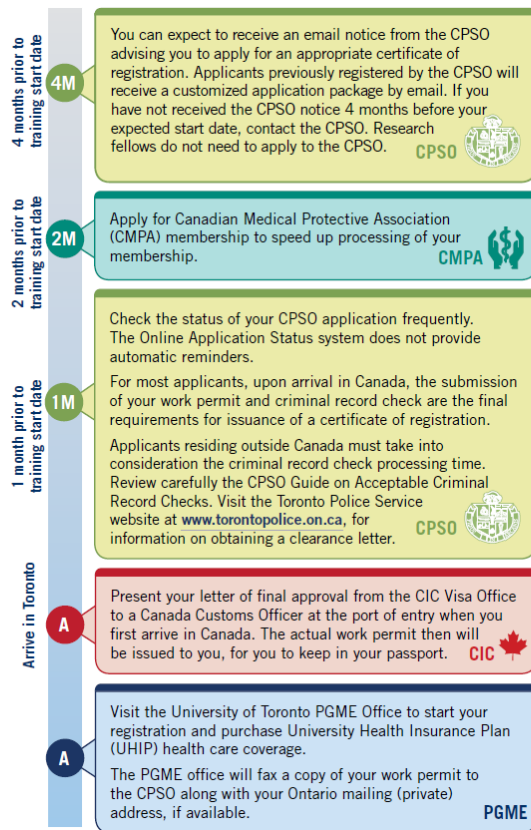 4 months prior to
training start date
4M
You can expect to receive an email notice from the CPSO
advising you to apply for an appropriate certificate of
registration. Applicants previously registered by the CPSO will
receive a customized application package by email. If you
have not received the CPSO notice 4 months before your
expected start date, contact the CPSO. Research
fellows do not need to apply to the CPSO.
CPSO
2 months prior to
training start date
2M
Apply for Canadian Medical Protective Association
(CMPA) membership to speed up processing of your
membership.
CMPA
1 month prior to
training start date
1M
Check the status of your CPSO application frequently.
The Online Application Status system does not provide
automatic reminders.
For most applicants, upon arrival in Canada, the submission
of your work permit and criminal record check are the final
requirements for issuance of a certificate of registration.
Applicants residing outside Canada must take into
consideration the criminal record check processing time.
Review carefully the CPSO Guide on Acceptable Criminal
Record Checks. Visit the Toronto Police Service
website at www.torontopolice.on.ca, for
information on obtaining a clearance letter.
CPSO
Arrive in Toronto
A
Present your letter of final approval from the CIC Visa Office
to a Canada Customs Officer at the port of entry when you
first arrive in Canada. The actual work permit then will
be issued to you, for you to keep in your passport.
CIC
A
Visit the University of Toronto PGME Office to start your
registration and purchase University Health Insurance Plan
(UHIP) health care coverage.
The PGME office will fax a copy of your work permit to
the CPSO along with your Ontario mailing (private)
address, if available.
PGME